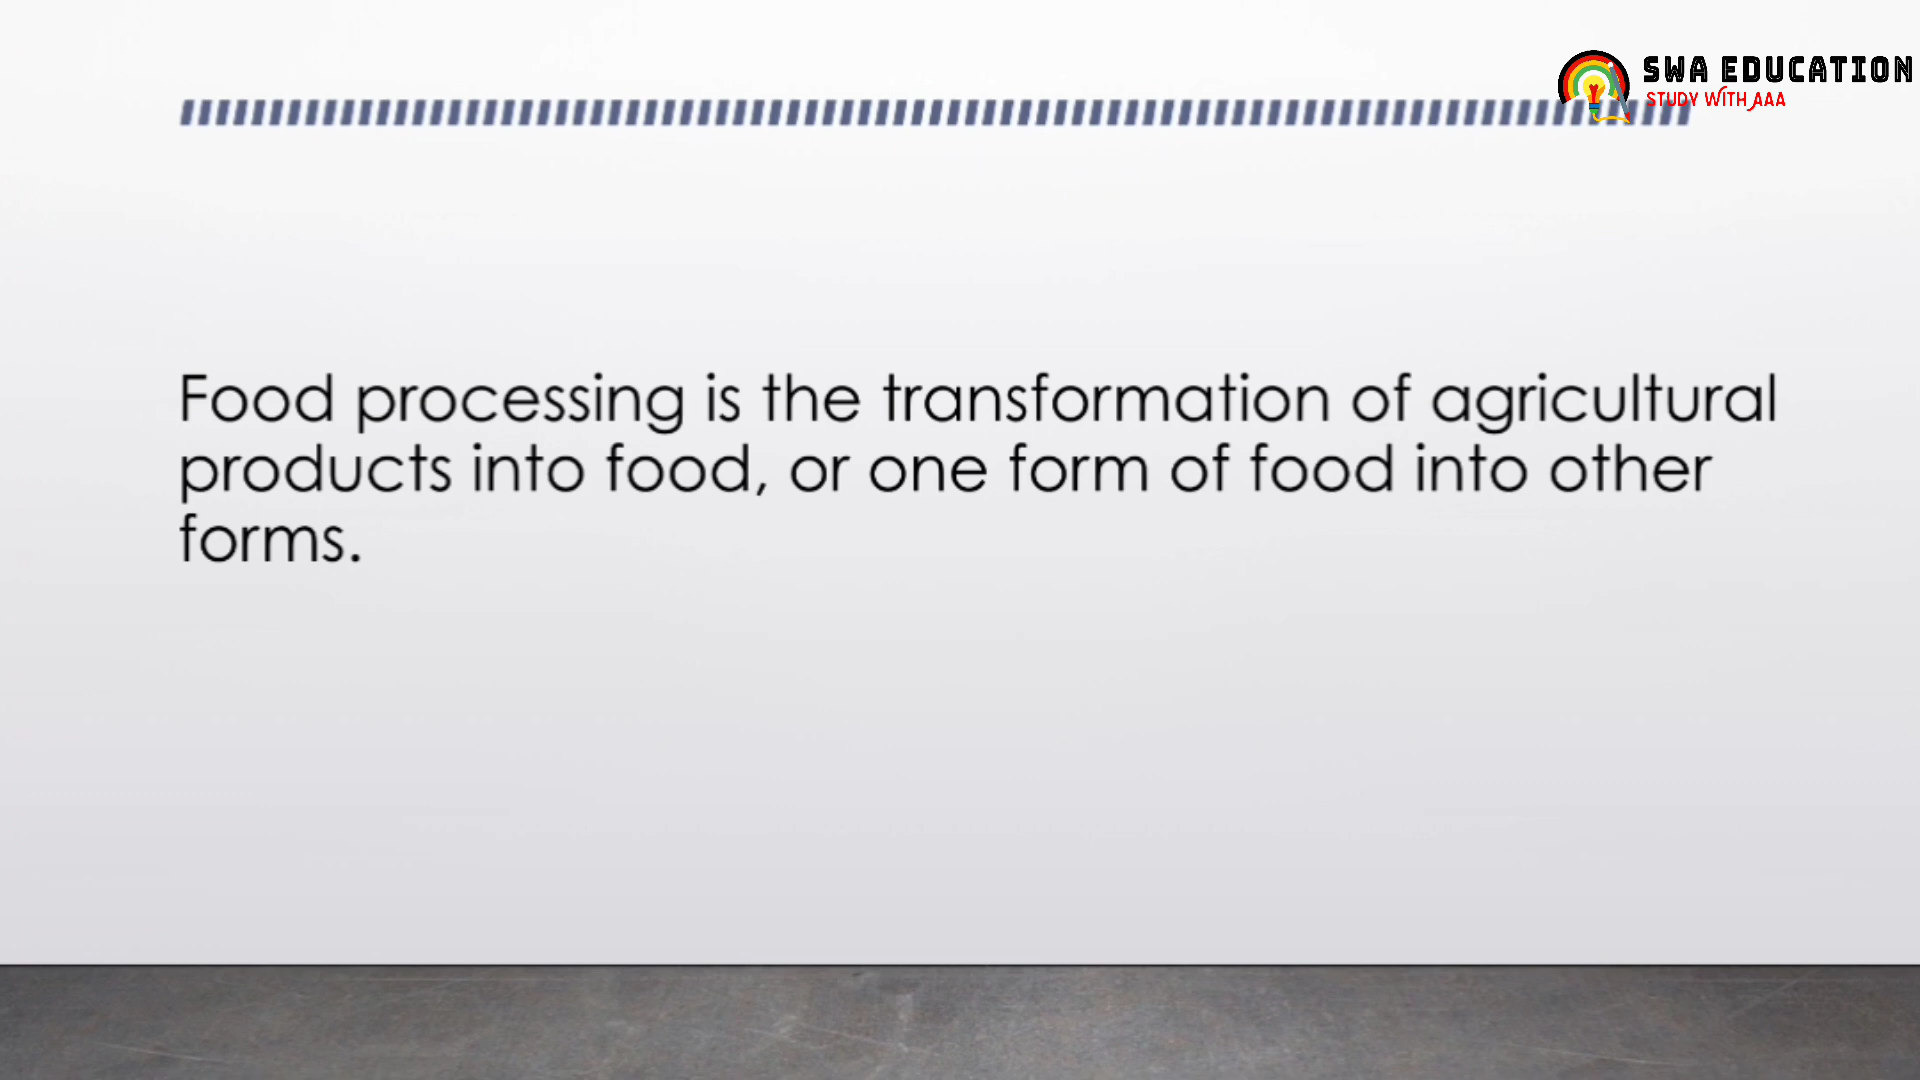 SWA EDUCATION
STUDY WITH AAA
Food processing is the transformation of agricultural
products into food, or one form of food into other
forms.